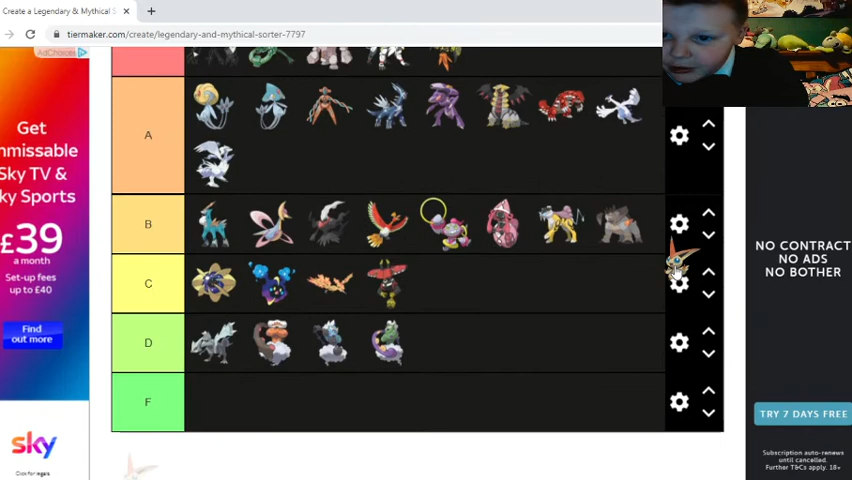 Create a Legendary & Mythical S
tiermaker.com/create/legendary-and-mythical-sorter-7797
AdChoices
Get
nmissable
Sky TV &
ky Sports
£39
a month
Set-up fees
up to £40
Find
out more
sky
A
B
C
D
F
NO CONTRACT
NO ADS
NO BOTHER
TRY 7 DAYS FREE
Subscription auto-renews
until cancelled.
Further T&Cs apply. 18+